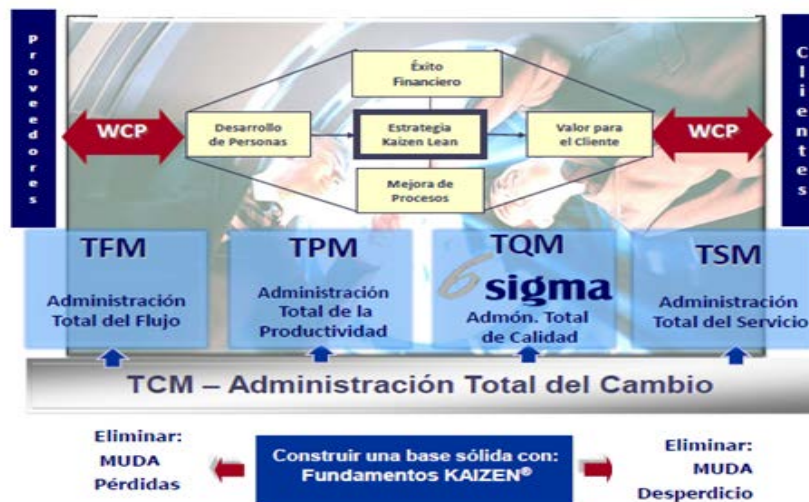 Proveedores
Clientes
Éxito
Financiero
WCP
Desarrollo
de Personas
Estrategia
Kaizen Lean
Valor para
el Cliente
WCP
Mejora de
Procesos
TFM
Administración
Total del Flujo
TPM
Administración
Total de la
Productividad
TQM
6 sigma
Admón. Total
de Calidad
TSM
Administración
Total del Servicio
TCM – Administración Total del Cambio
Eliminar:
MUDA
Pérdidas
Construir una base sólida con:
Fundamentos KAIZEN®
Eliminar:
MUDA
Desperdicio